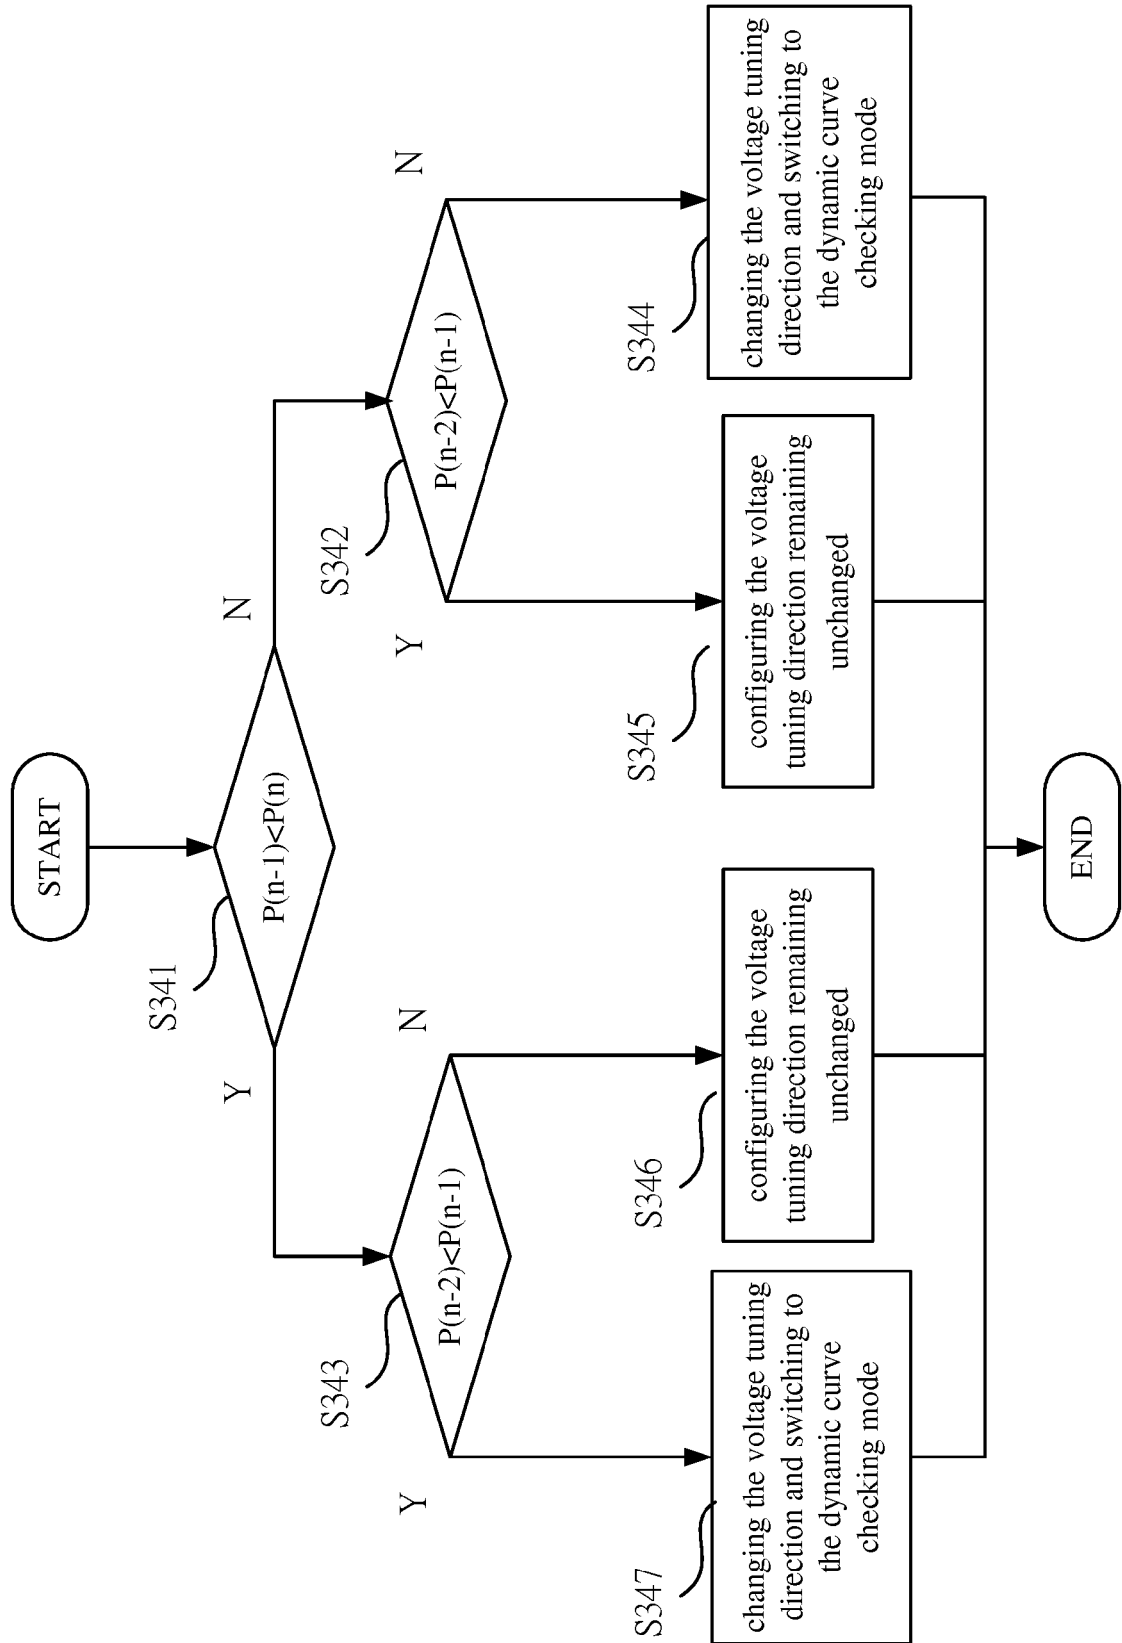 START
S341
P(n-1)<P(n)
Y
N
S343
P(n-2)<P(n-1)
Y
N
S342
P(n-2)<P(n-1)
Y
N
S347
changing the voltage tuning
direction and switching to
the dynamic curve
checking mode
S346
configuring the voltage
tuning direction remaining
unchanged
S345
configuring the voltage
tuning direction remaining
unchanged
S344
changing the voltage tuning
direction and switching to
the dynamic curve
checking mode
END